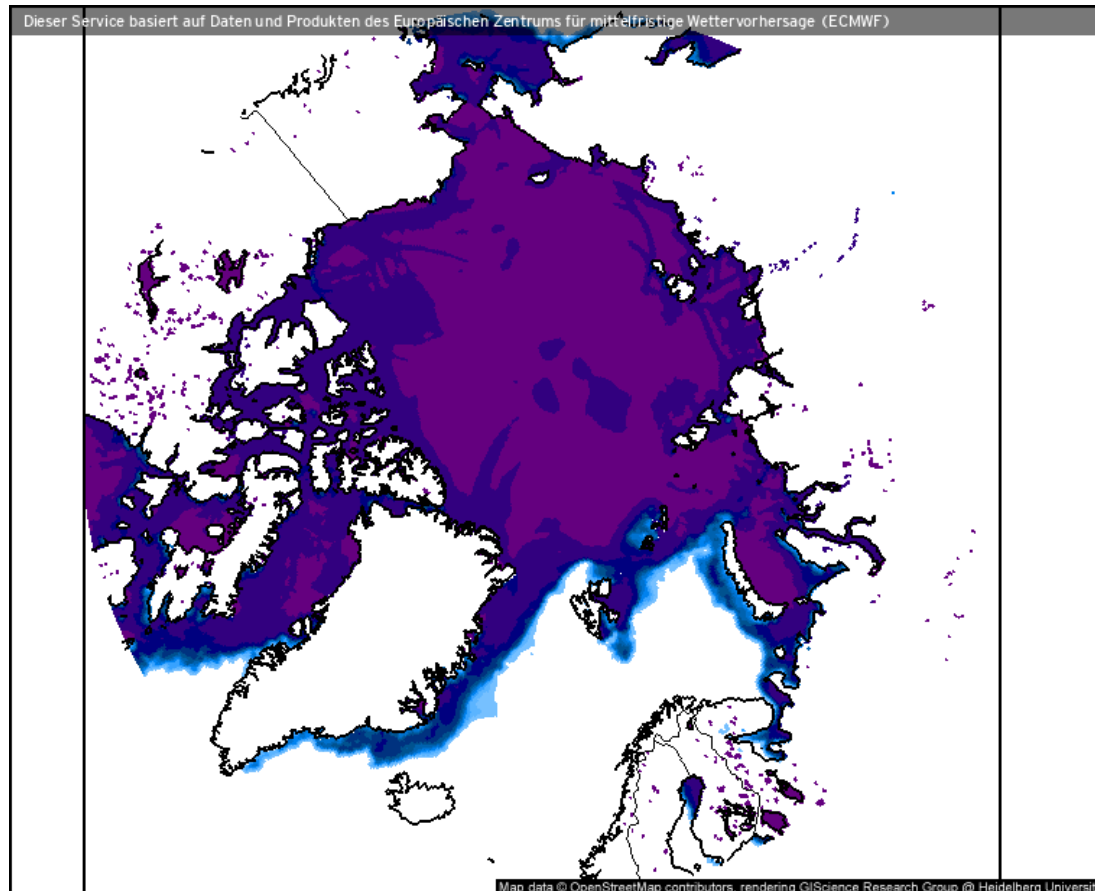 Dieser Service basiert auf Daten und Produkten des Europäischen Zentrums für mittelfristige Wettervorhersage (ECMWF)
Map data © OpenStreetMap contributors, rendering GIScience Research Group @ Heidelberg Universit